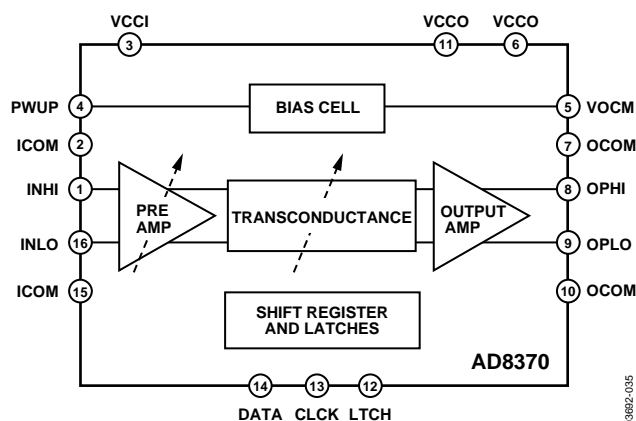 VCCI VCCO VCCO
3 11 6
PWUP 4 BIAS CELL 5 VOCM
ICOM 2 7 OCOM
INHI 1 8 OPHI
PRE
AMP
TRANSCONDUCTANCE
OUTPUT
AMP
INLO 16 9 OPLO
ICOM 15 10 OCOM
SHIFT REGISTER
AND LATCHES
AD8370
14 13 12
DATA CLCK LTCH
03692-035